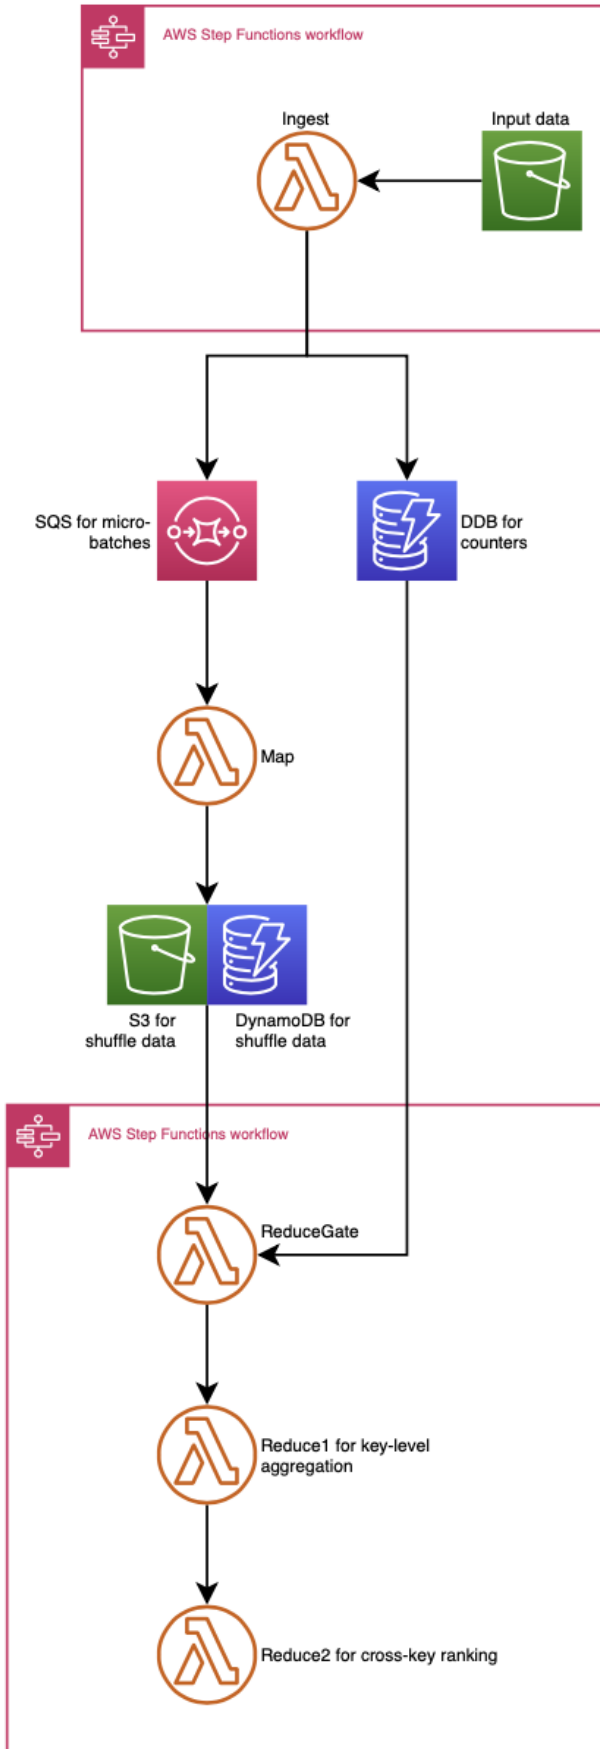 AWS Step Functions workflow
Ingest
Input data
SQS for micro-
batches
DDB for
counters
Map
S3 for
shuffle data
DynamoDB for
shuffle data
AWS Step Functions workflow
ReduceGate
Reduce1 for key-level
aggregation
Reduce2 for cross-key ranking